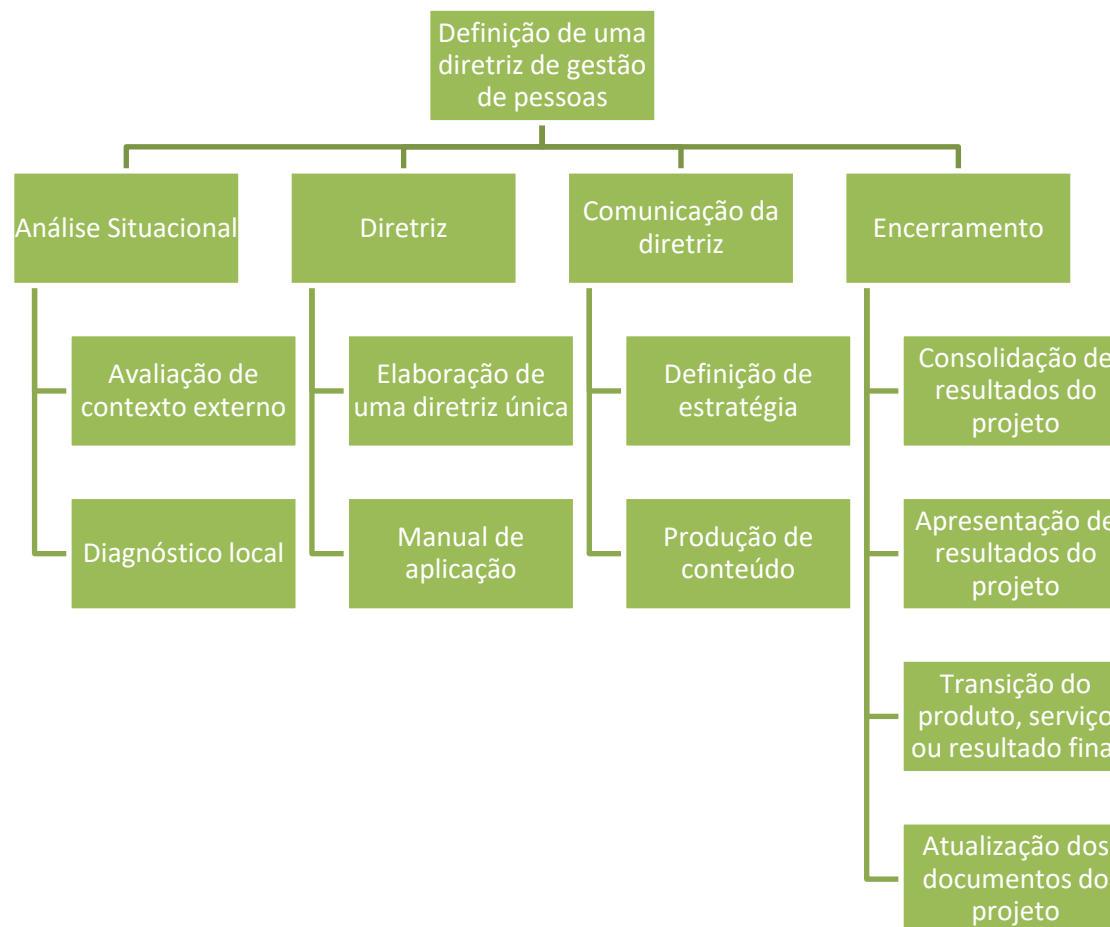 Definição de uma
diretriz de gestão
de pessoas
Análise Situacional
Diretriz
Comunicação da
diretriz
Encerramento
Avaliação de
contexto externo
Diagnóstico local
Elaboração de
uma diretriz única
Manual de
aplicação
Definição de
estratégia
Produção de
conteúdo
Consolidação de
resultados do
projeto
Apresentação de
resultados do
projeto
Transição do
produto, serviço
ou resultado fina
Atualização dos
documentos do
projeto